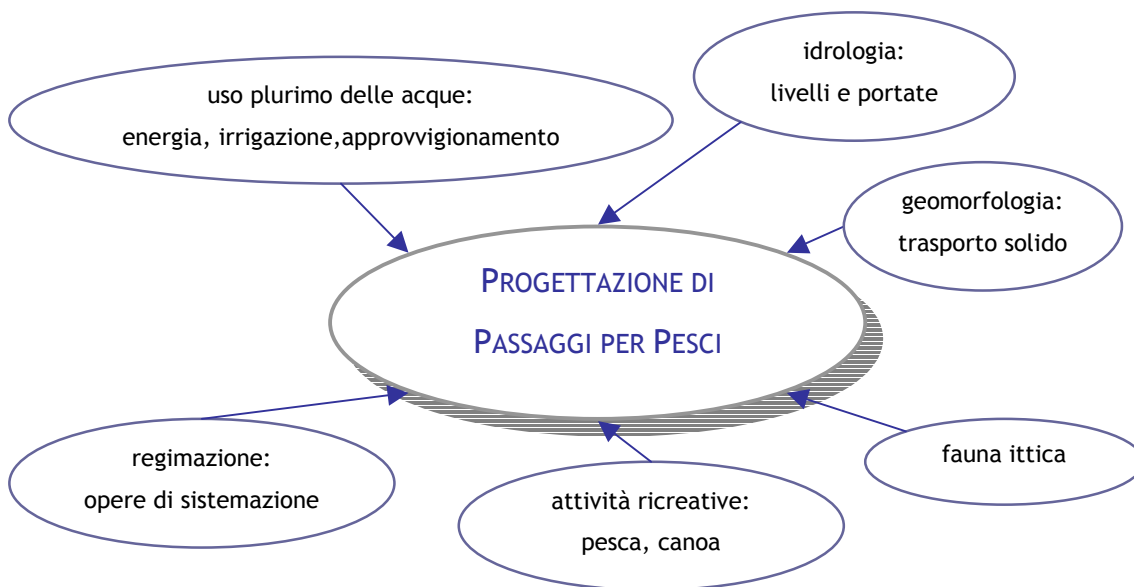 idrologia:
livelli e portate
uso plurimo delle acque:
energia, irrigazione,approvvigionamento
geomorfologia:
trasporto solido
PROGETTAZIONE DI
PASSAGGI PER PESCI
regimazione:
opere di sistemazione
attività ricreative:
pesca, canoa
fauna ittica